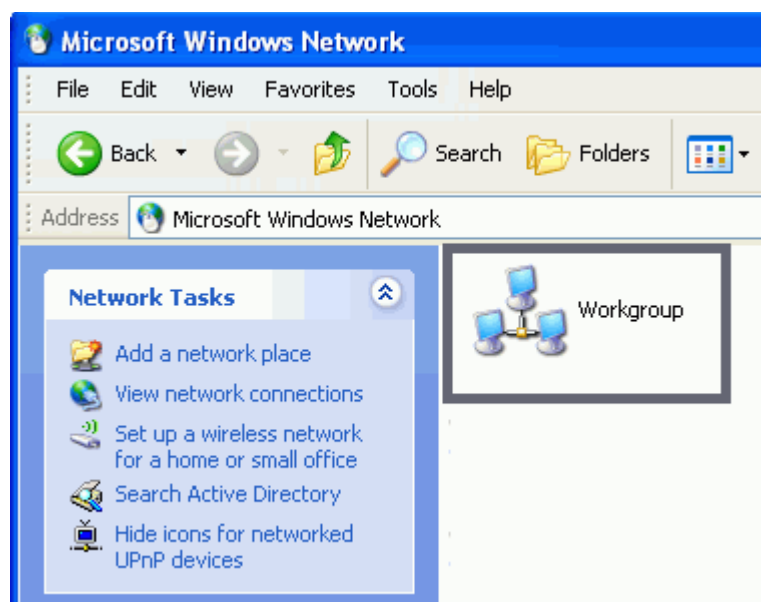 Microsoft Windows Network
File Edit View Favorites Tools Help
Back Search Folders
Address Microsoft Windows Network
Network Tasks
Add a network place
View network connections
Set up a wireless network
for a home or small office
Search Active Directory
Hide icons for networked
UPnP devices
Workgroup